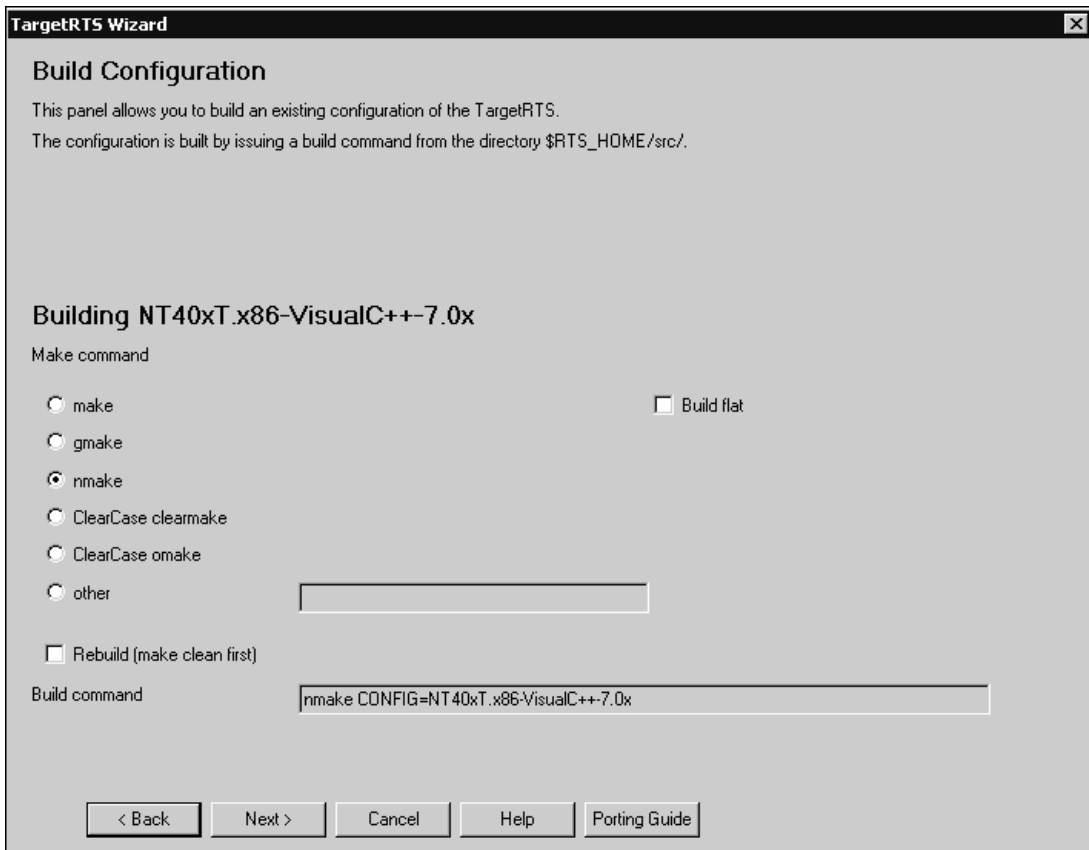 TargetRTS Wizard
Build Configuration
This panel allows you to build an existing configuration of the TargetRTS.
The configuration is built by issuing a build command from the directory $RTS_HOME/src/.
Building NT40xT.x86-VisualC++-7.0x
Make command
make
Build flat
gmake
nmake
ClearCase clearmake
ClearCase omake
other
Rebuild (make clean first)
Build command
nmake CONFIG=NT40xT.x86-VisualC++-7.0x
< Back
Next >
Cancel
Help
Porting Guide